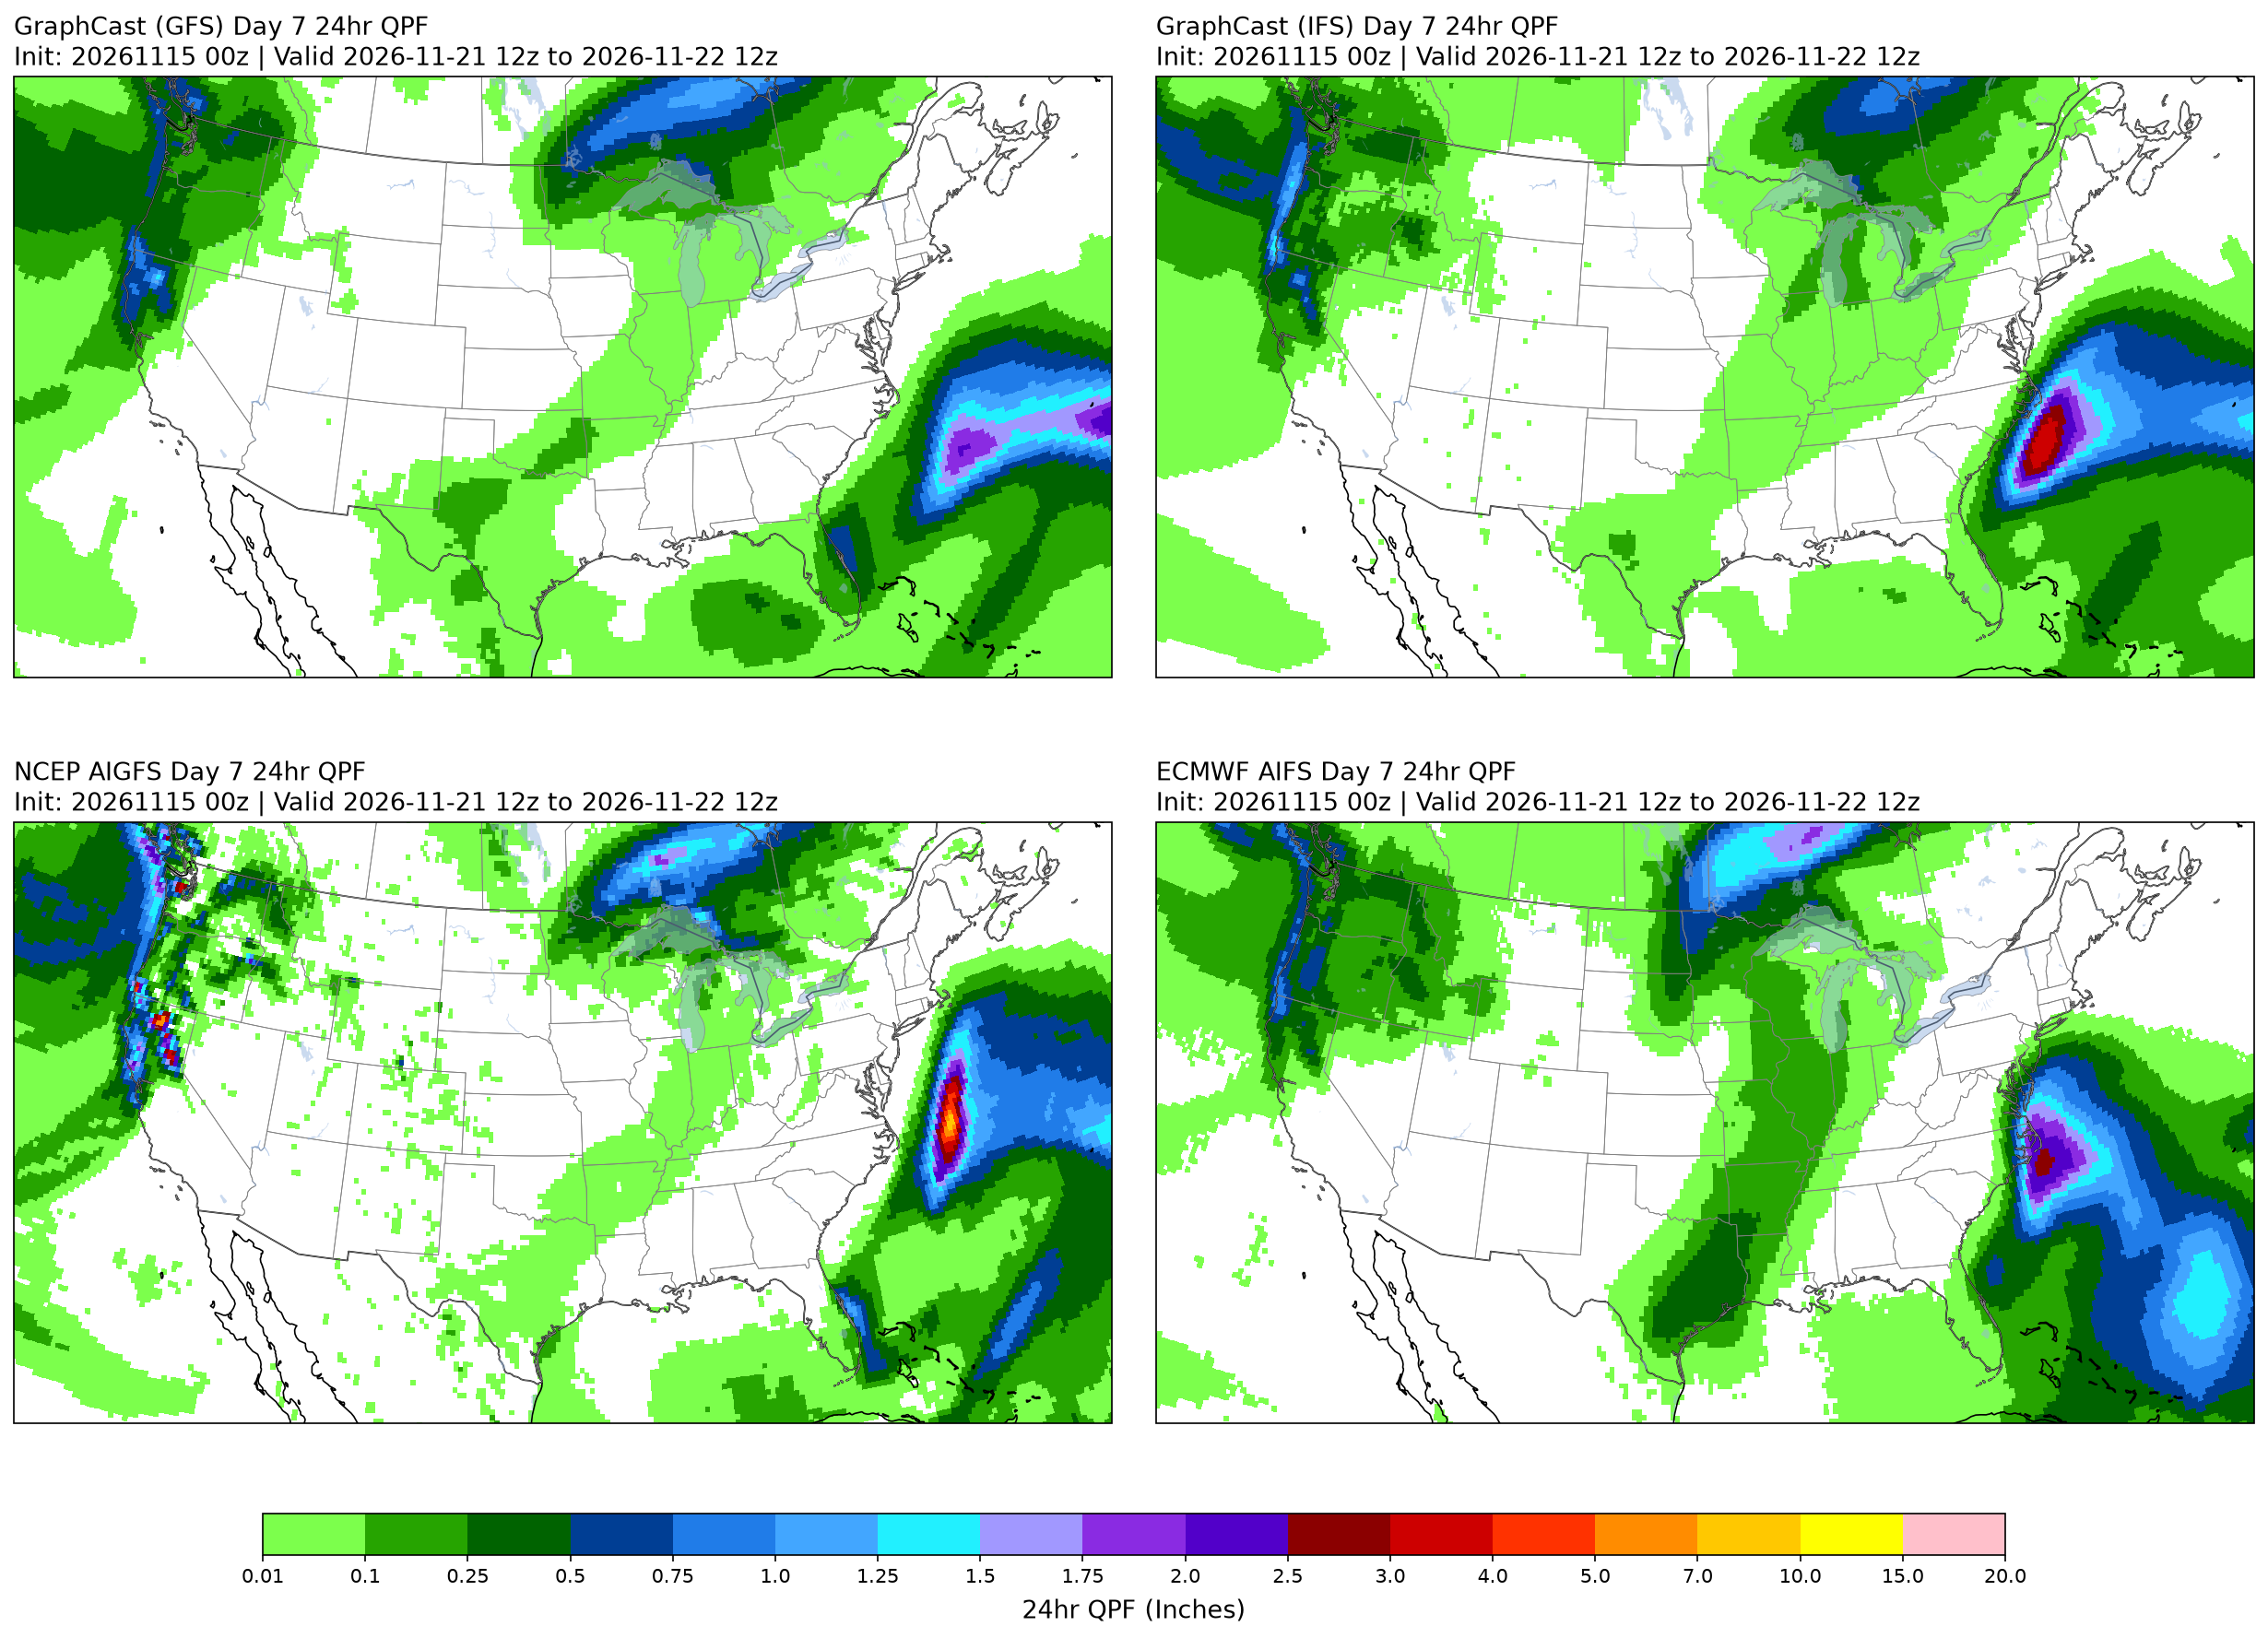 GraphCast (GFS) Day 7 24hr QPF
Init: 20261115 00z | Valid 2026-11-21 12z to 2026-11-22 12z
GraphCast (IFS) Day 7 24hr QPF
Init: 20261115 00z | Valid 2026-11-21 12z to 2026-11-22 12z
NCEP AIGFS Day 7 24hr QPF
Init: 20261115 00z | Valid 2026-11-21 12z to 2026-11-22 12z
ECMWF AIFS Day 7 24hr QPF
Init: 20261115 00z | Valid 2026-11-21 12z to 2026-11-22 12z
0.01 0.1 0.25 0.5 0.75 1.0 1.25 1.5 1.75 2.0 2.5 3.0 4.0 5.0 7.0 10.0 15.0 20.0
24hr QPF (Inches)